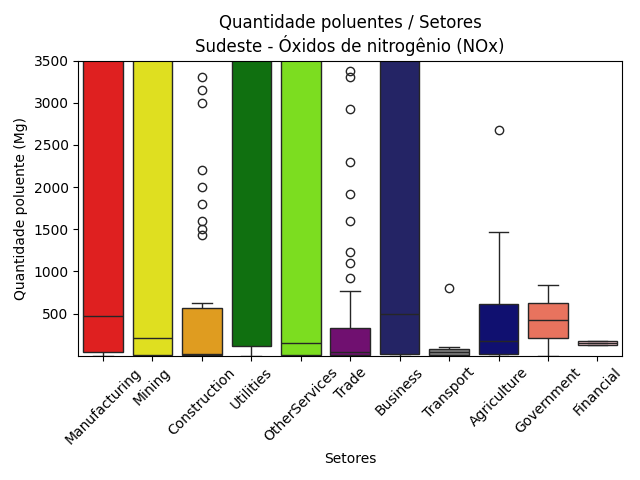 Quantidade poluentes / Setores
Sudeste - Óxidos de nitrogênio (NOx)
Quantidade poluente (Mg)
3500
3000
2500
2000
1500
1000
500
Manufacturing
Mining
Construction
Utilities
OtherServices
Trade
Business
Transport
Agriculture
Government
Financial
Setores